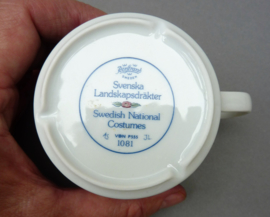 Svenska
Landskapsdräkter
Swedish National
Costumes
1081